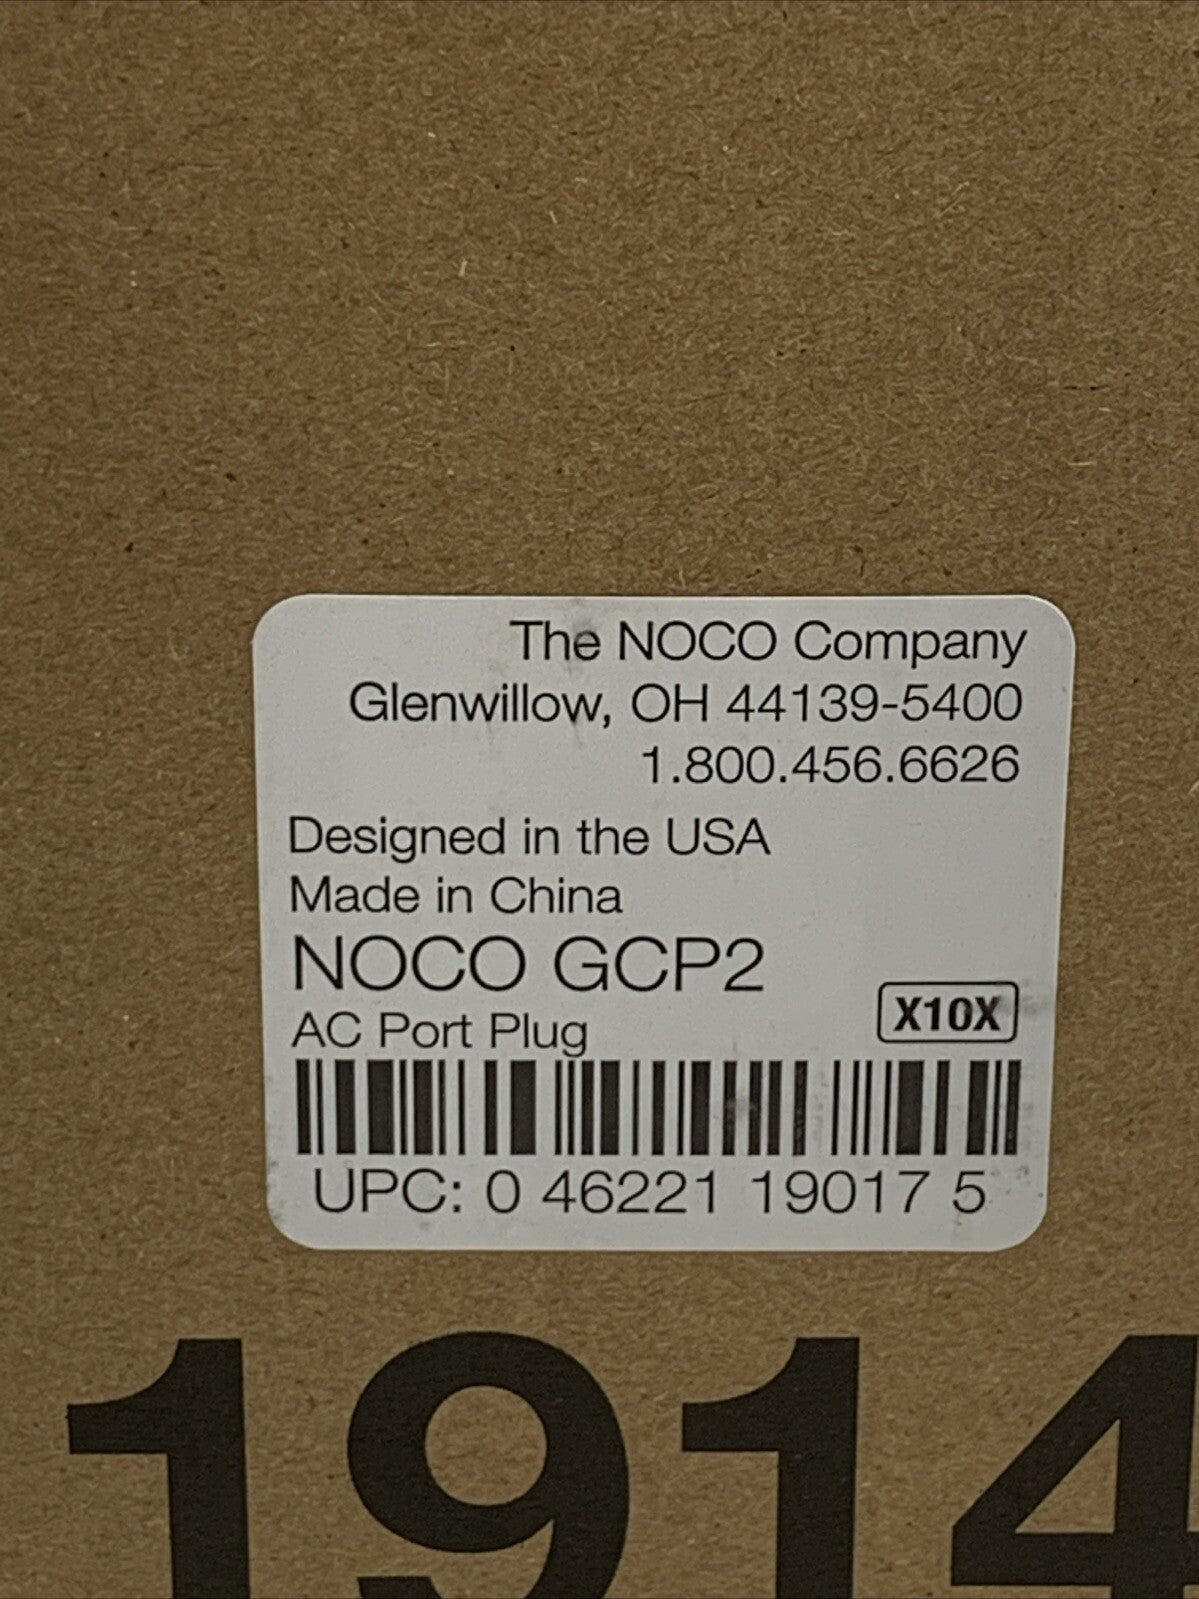 The NOCO Company
Glenwillow, OH 44139-5400
1.800.456.6626
Designed in the USA
Made in China
NOCO GCP2
AC Port Plug
X10X
UPC: 0 46221 19017 5
1914